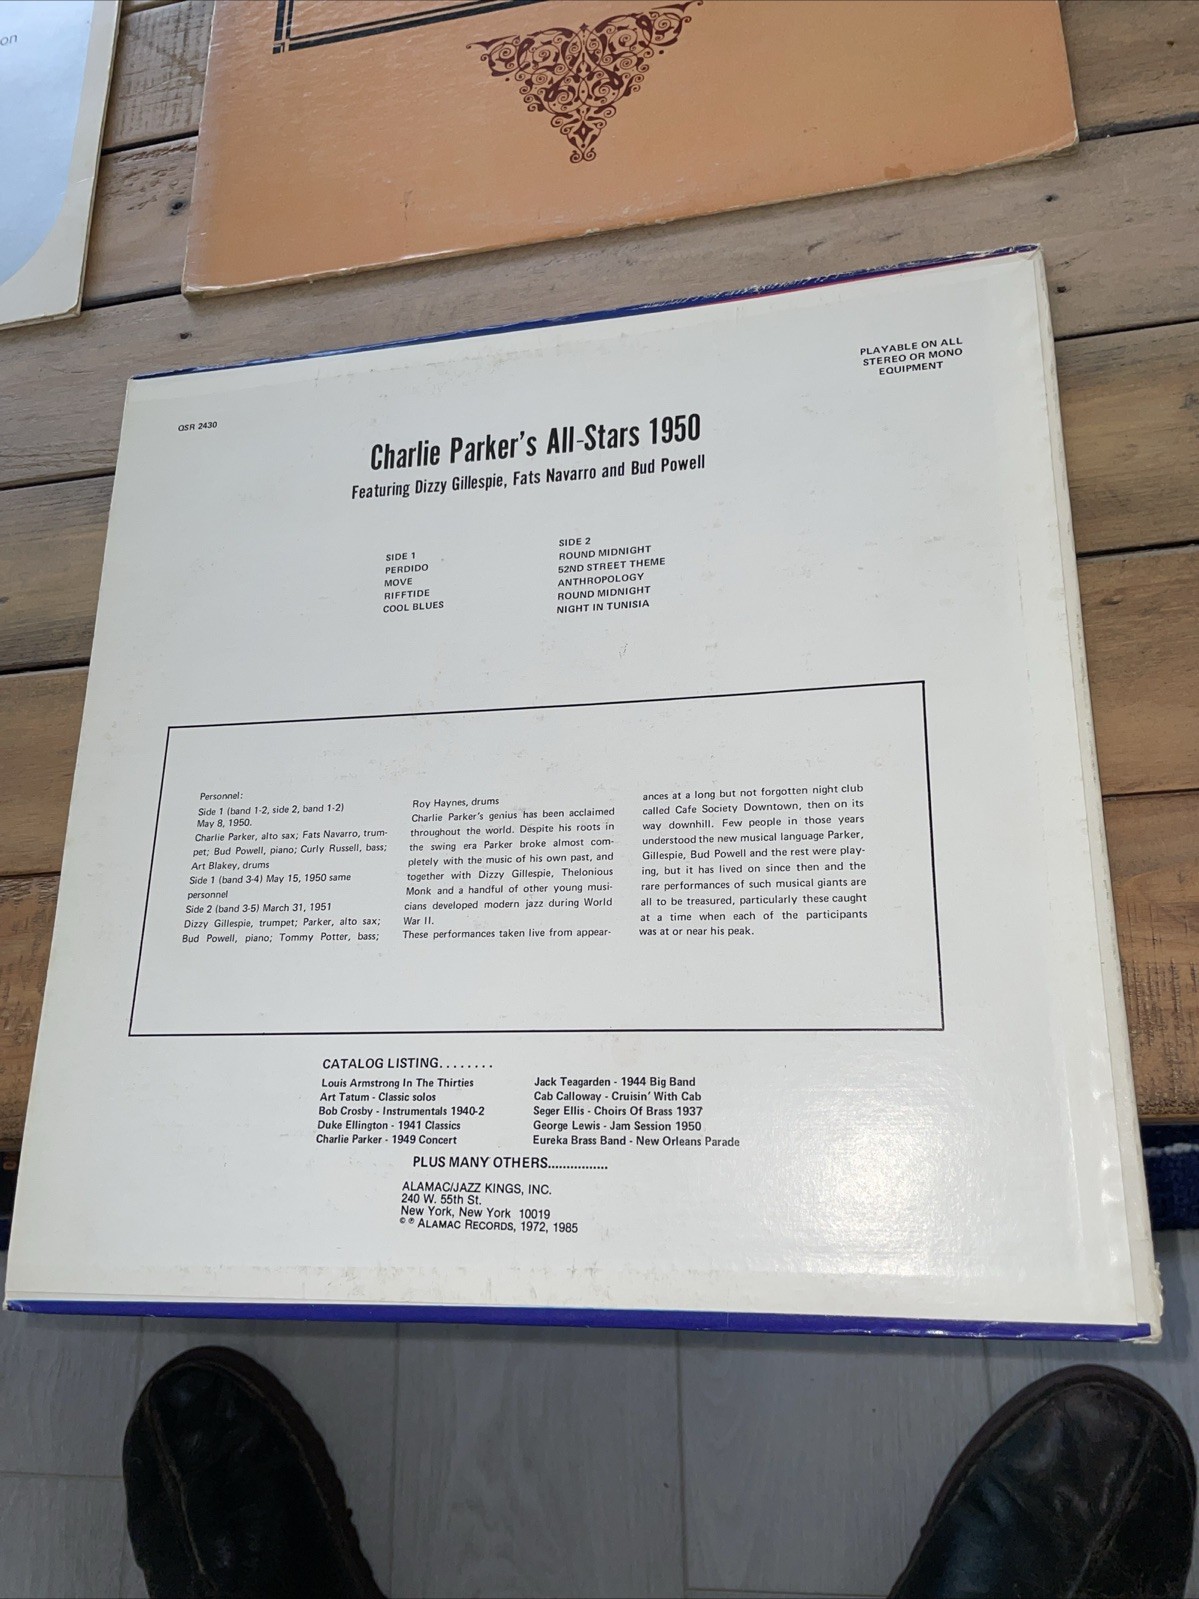 on
PLAYABLE ON ALL
STEREO OR MONO
EQUIPMENT
QSR 2430
Charlie Parker's All-Stars 1950
Featuring Dizzy Gillespie, Fats Navarro and Bud Powell
SIDE 1
PERDIDO
MOVE
RIFFTIDE
COOL BLUES
SIDE 2
ROUND MIDNIGHT
52ND STREET THEME
ANTHROPOLOGY
ROUND MIDNIGHT
NIGHT IN TUNISIA
Personnel:
Side 1 (band 1-2, side 2, band 1-2)
May 8, 1950.
Charlie Parker, alto sax; Fats Navarro, trum-
pet; Bud Powell, piano; Curly Russell, bass;
Art Blakey, drums
Side 1 (band 3-4) May 15, 1950 same
personnel
Side 2 (band 3-5) March 31, 1951
Dizzy Gillespie, trumpet; Parker, alto sax;
Bud Powell, piano; Tommy Potter, bass;
Roy Haynes, drums
Charlie Parker's genius has been acclaimed
throughout the world. Despite his roots in
the swing era Parker broke almost com-
pletely with the music of his own past, and
together with Dizzy Gillespie, Thelonious
Monk and a handful of other young musi-
cians developed modern jazz during World
War II.
These performances taken live from appear-
ances at a long but not forgotten night club
called Cafe Society Downtown, then on its
way downhill. Few people in those years
understood the new musical language Parker,
Gillespie, Bud Powell and the rest were play-
ing, but it has lived on since then and the
rare performances of such musical giants are
all to be treasured, particularly these caught
at a time when each of the participants
was at or near his peak.
CATALOG LISTING........
Louis Armstrong In The Thirties
Art Tatum - Classic solos
Bob Crosby - Instrumentals 1940-2
Duke Ellington - 1941 Classics
Charlie Parker - 1949 Concert
Jack Teagarden - 1944 Big Band
Cab Calloway - Cruisin' With Cab
Seger Ellis - Choirs Of Brass 1937
George Lewis - Jam Session 1950
Eureka Brass Band - New Orleans Parade
PLUS MANY OTHERS................
ALAMAC/JAZZ KINGS, INC.
240 W. 55th St.
New York, New York 10019
© ℗ ALAMAC RECORDS, 1972, 1985